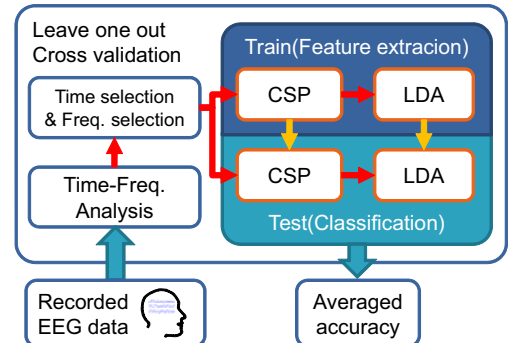 Leave one out
Cross validation
Train(Feature extracion)
Time selection
& Freq. selection
CSP
LDA
CSP
LDA
Time-Freq.
Analysis
Test(Classification)
Recorded
EEG data
Averaged
accuracy